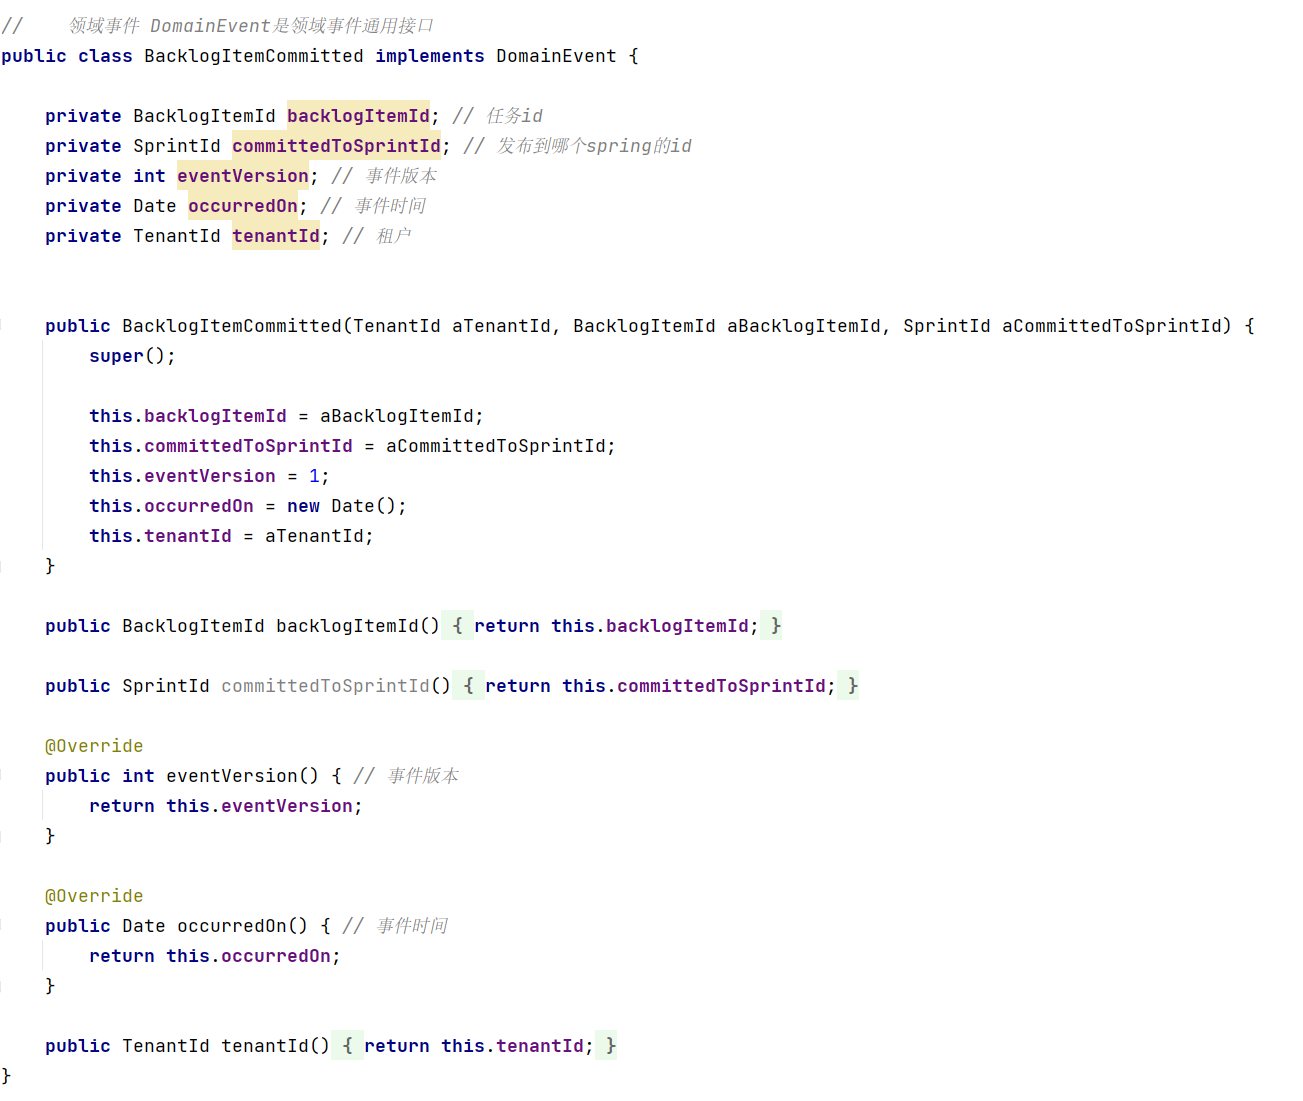 //    领域事件 DomainEvent是领域事件通用接口
public class BacklogItemCommitted implements DomainEvent {
    private BacklogItemId backlogItemId; // 任务id
    private SprintId committedToSprintId; // 发布到哪个spring的id
    private int eventVersion; // 事件版本
    private Date occurredOn; // 事件时间
    private TenantId tenantId; // 租户
    public BacklogItemCommitted(TenantId aTenantId, BacklogItemId aBacklogItemId, SprintId aCommittedToSprintId) {
        super();
        this.backlogItemId = aBacklogItemId;
        this.committedToSprintId = aCommittedToSprintId;
        this.eventVersion = 1;
        this.occurredOn = new Date();
        this.tenantId = aTenantId;
    }
    public BacklogItemId backlogItemId() { return this.backlogItemId; }
    public SprintId committedToSprintId() { return this.committedToSprintId; }
    @Override
    public int eventVersion() { // 事件版本
        return this.eventVersion;
    }
    @Override
    public Date occurredOn() { // 事件时间
        return this.occurredOn;
    }
    public TenantId tenantId() { return this.tenantId; }
}